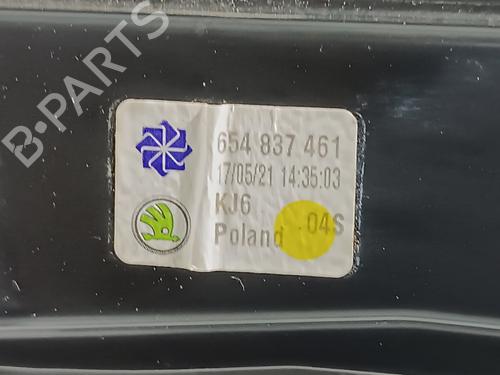 B-PARTS
654 837 461
17/05/21 14:35:03
KJ6
.04S
Poland